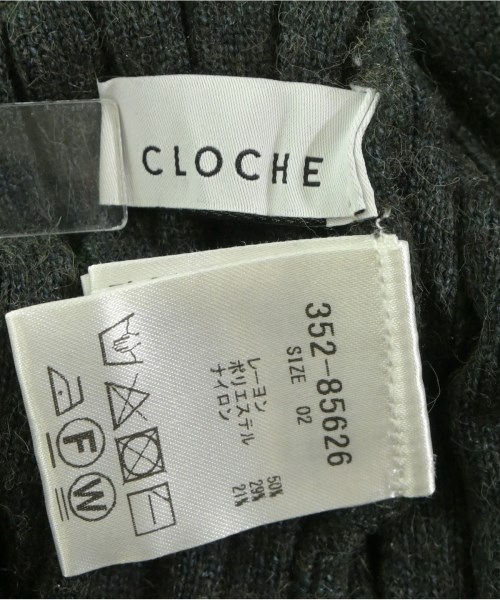 CLOCHE
352-85626
SIZE 02
レーヨン 50%
ポリエステル 29%
ナイロン 21%
F
W